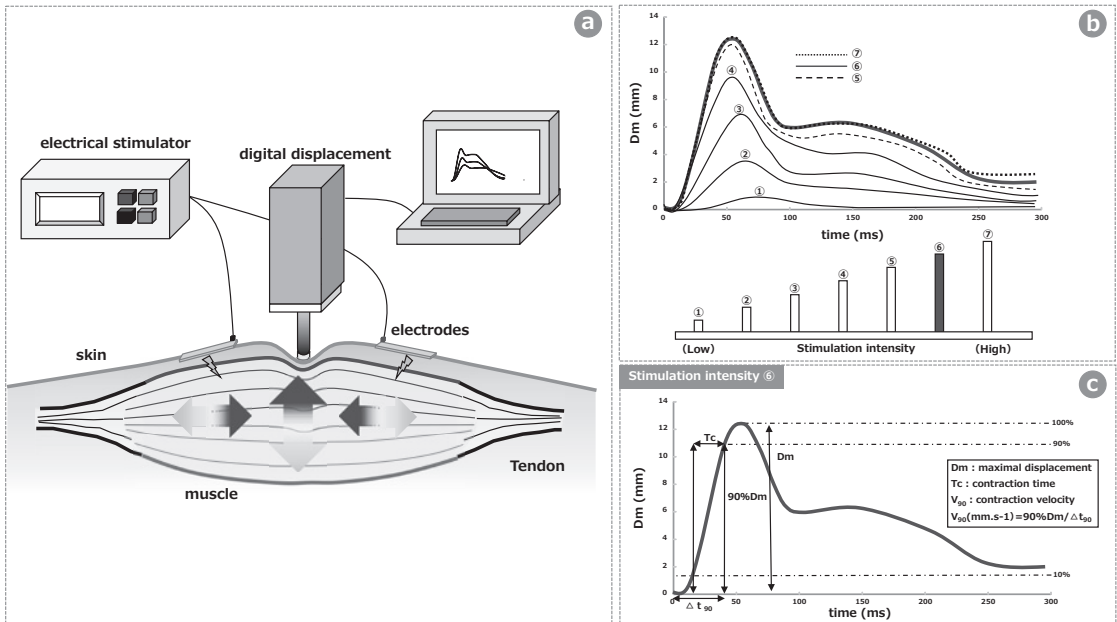 a
electrical stimulator
digital displacement
electrodes
skin
Tendon
muscle
b
Dm (mm)
14
12
10
8
6
4
2
0
0 50 100 150 200 250 300
time (ms)
⑦
⑥
⑤
④
③
②
①
① ② ③ ④ ⑤ ⑥ ⑦
(Low) Stimulation intensity (High)
Stimulation intensity ⑥
c
Dm (mm)
14
12
10
8
6
4
2
0
0 50 100 150 200 250 300
time (ms)
100%
90%
10%
Tc
Dm
90%Dm
△ t 90
Dm : maximal displacement
Tc : contraction time
V90 : contraction velocity
V90(mm.s-1)=90%Dm/△t90